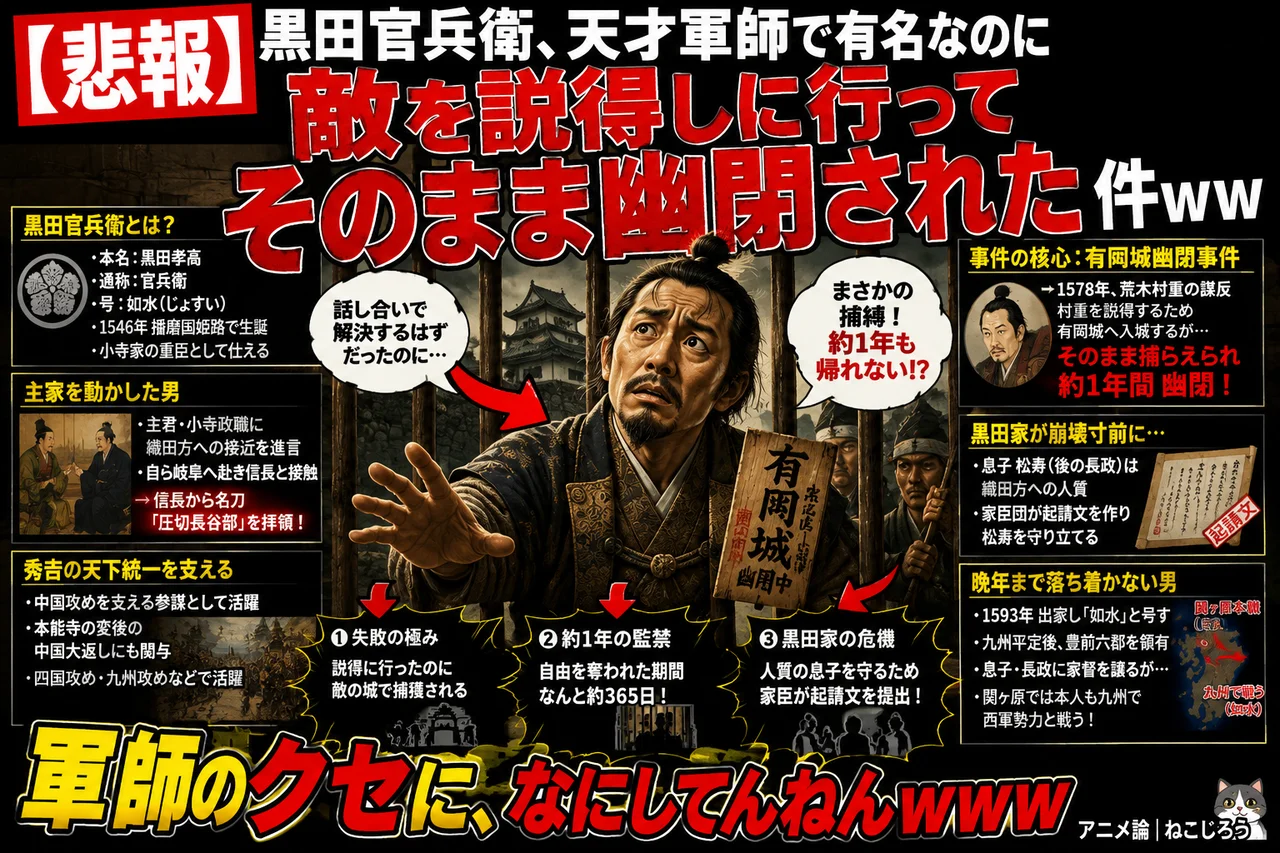 【悲報】
黒田官兵衛、天才軍師で有名なのに
敵を説得しに行って
そのまま幽閉された
件ww
黒田官兵衛とは？
・本名：黒田孝高
・通称：官兵衛
・号：如水（じょすい）
・1546年 播磨国姫路で生誕
・小寺家の重臣として仕える
主家を動かした男
・主君・小寺政職に
織田方への接近を進言
・自ら岐阜へ赴き信長と接触
→信長から名刀
「圧切長谷部」を拝領！
秀吉の天下統一を支える
・中国攻めを支える参謀として活躍
・本能寺の変後の
中国大返しにも関与
・四国攻め・九州攻めなどで活躍
話し合いで
解決するはず
だったのに…
まさかの
捕縛！
約1年も
帰れない!?
有岡城
幽閉中
❶失敗の極み
説得に行ったのに
敵の城で捕獲される
❷約1年の監禁
自由を奪われた期間
なんと約365日！
❸黒田家の危機
人質の息子を守るため
家臣が起請文を提出！
事件の核心：有岡城幽閉事件
→1578年、荒木村重の謀反
村重を説得するため
有岡城へ入城するが…
そのまま捕らえられ
約1年間 幽閉！
黒田家が崩壊寸前に…
・息子 松寿（後の長政）は
織田方への人質
・家臣団が起請文を作り
松寿を守り立てる
起請文
晩年まで落ち着かない男
・1593年 出家し「如水」と号す
・九州平定後、豊前六郡を領有
・息子・長政に家督を譲るが…
・関ヶ原では本人も九州で
西軍勢力と戦う！
関ヶ原本戦
九州で戦う
（如水）
軍師のクセに、なにしてんねんwww
アニメ論｜ねこじろう